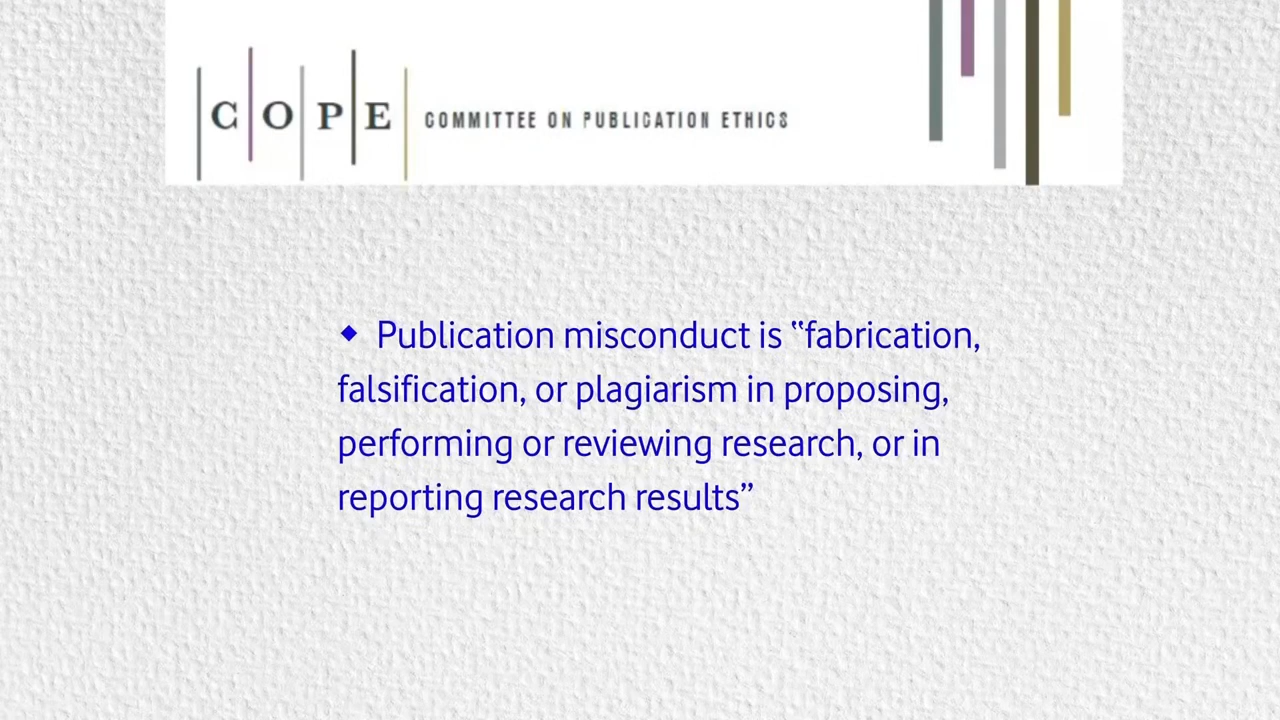 COPE COMMITTEE ON PUBLICATION ETHICS
◆ Publication misconduct is “fabrication,
falsification, or plagiarism in proposing,
performing or reviewing research, or in
reporting research results”